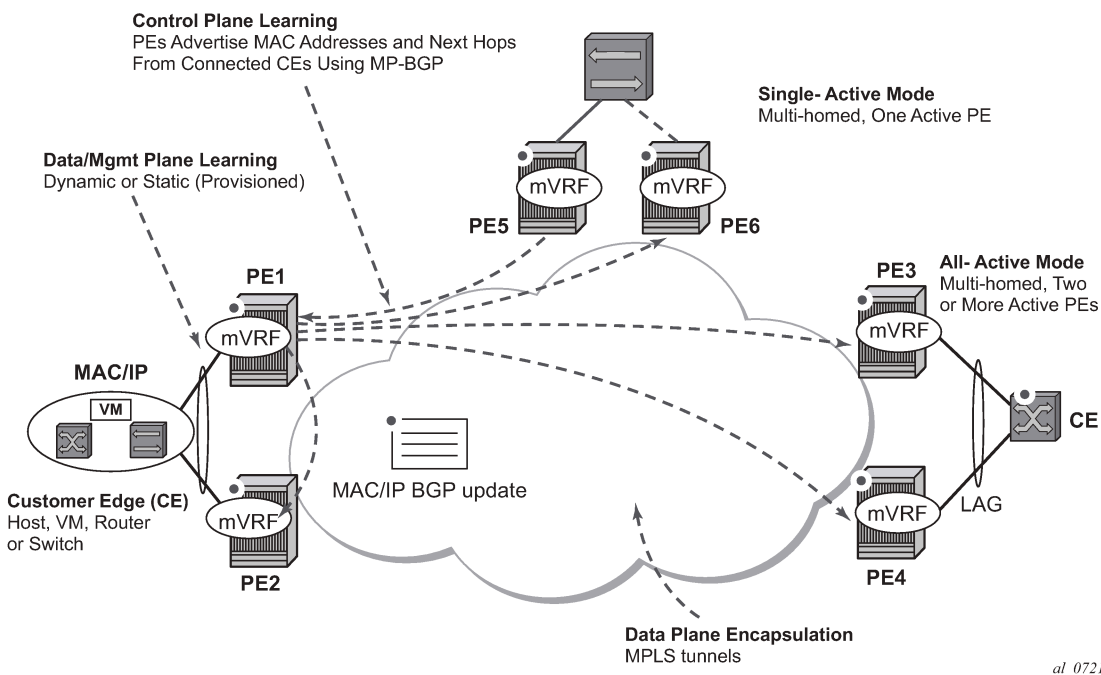 Control Plane Learning
PEs Advertise MAC Addresses and Next Hops
From Connected CEs Using MP-BGP
Single- Active Mode
Multi-homed, One Active PE
Data/Mgmt Plane Learning
Dynamic or Static (Provisioned)
mVRF
mVRF
PE5
PE6
PE1
PE3
All- Active Mode
Multi-homed, Two
or More Active PEs
mVRF
mVRF
MAC/IP
VM
CE
Customer Edge (CE)
Host, VM, Router
or Switch
MAC/IP BGP update
mVRF
mVRF
LAG
PE2
PE4
Data Plane Encapsulation
MPLS tunnels
al_0721